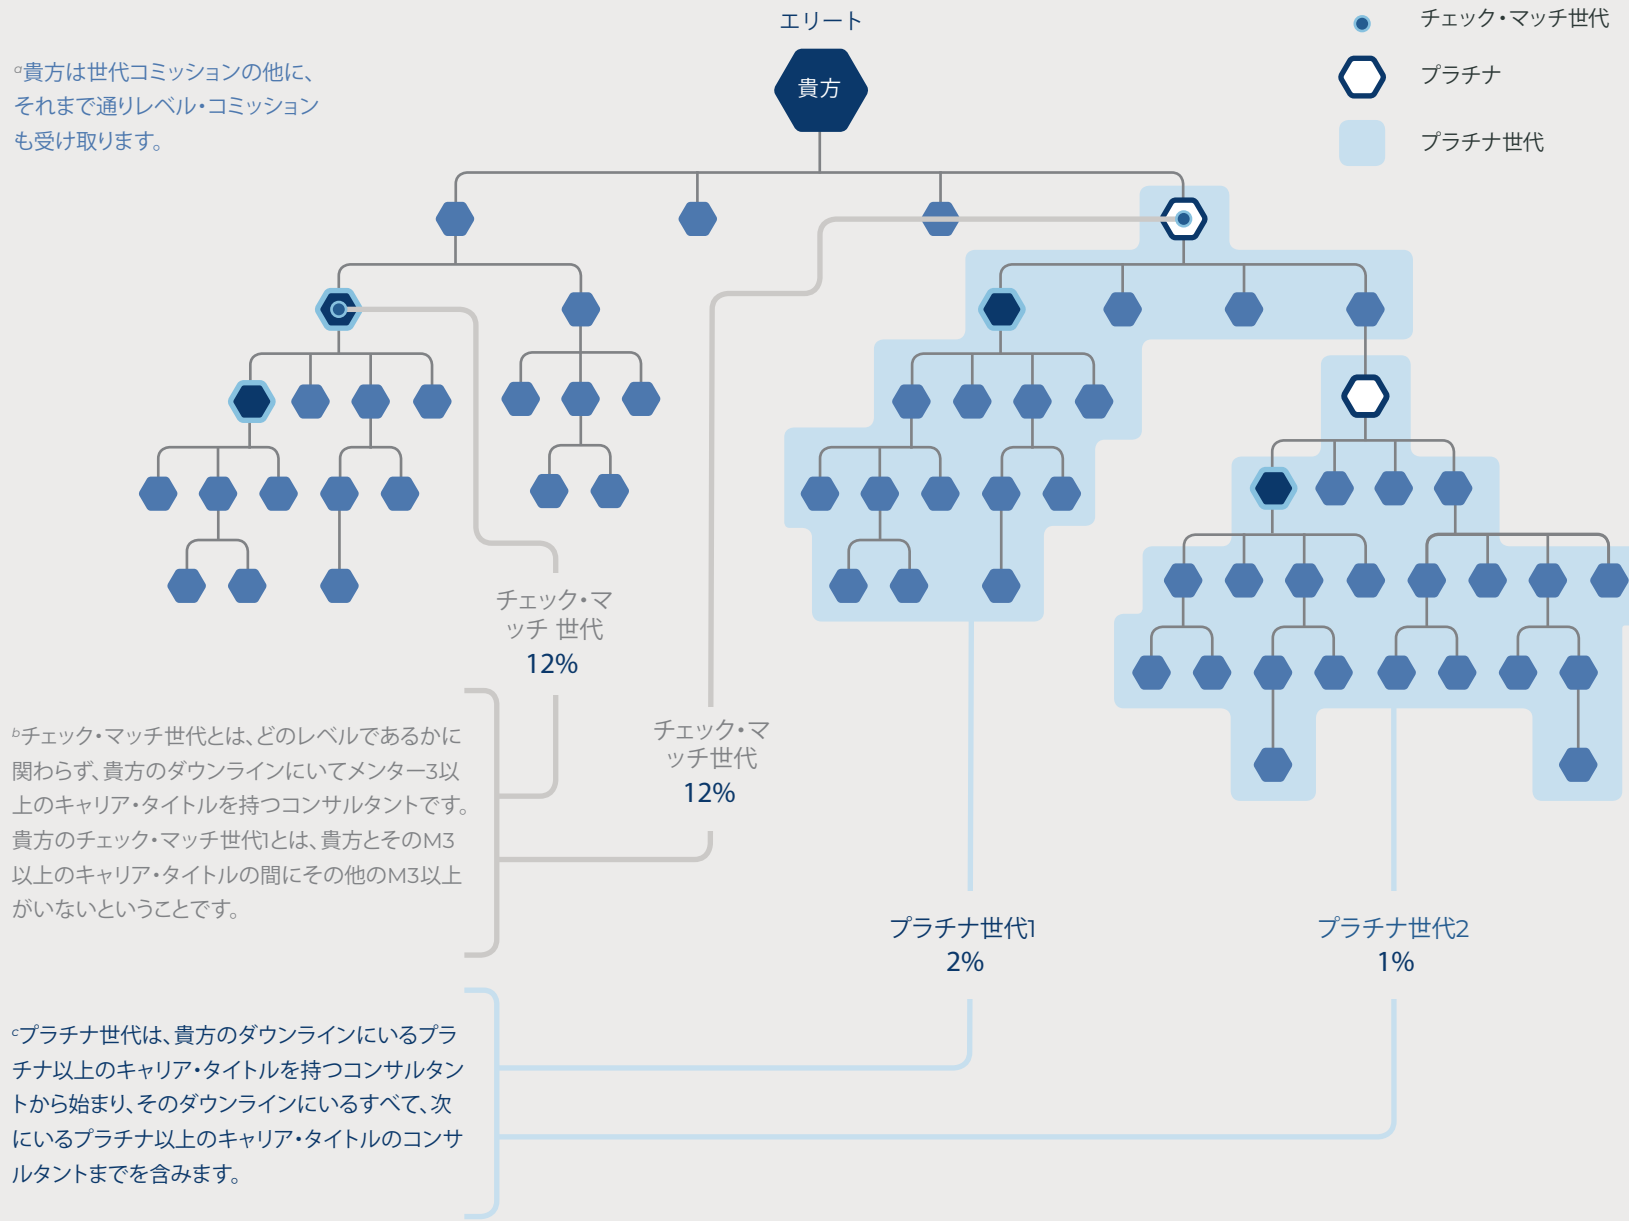 エリート
貴方
チェック・マッチ世代
プラチナ
プラチナ世代
a貴方は世代コミッションの他に、
それまで通りレベル・コミッション
も受け取ります。
チェック・マ
ッチ 世代
12%
チェック・マ
ッチ世代
12%
bチェック・マッチ世代とは、どのレベルであるかに
関わらず、貴方のダウンラインにいてメンター3以
上のキャリア・タイトルを持つコンサルタントです。
貴方のチェック・マッチ世代1とは、貴方とそのM3
以上のキャリア・タイトルの間にその他のM3以上
がいないということです。
プラチナ世代1
2%
プラチナ世代2
1%
cプラチナ世代は、貴方のダウンラインにいるプラ
チナ以上のキャリア・タイトルを持つコンサルタン
トから始まり、そのダウンラインにいるすべて、次
にいるプラチナ以上のキャリア・タイトルのコンサ
ルタントまでを含みます。